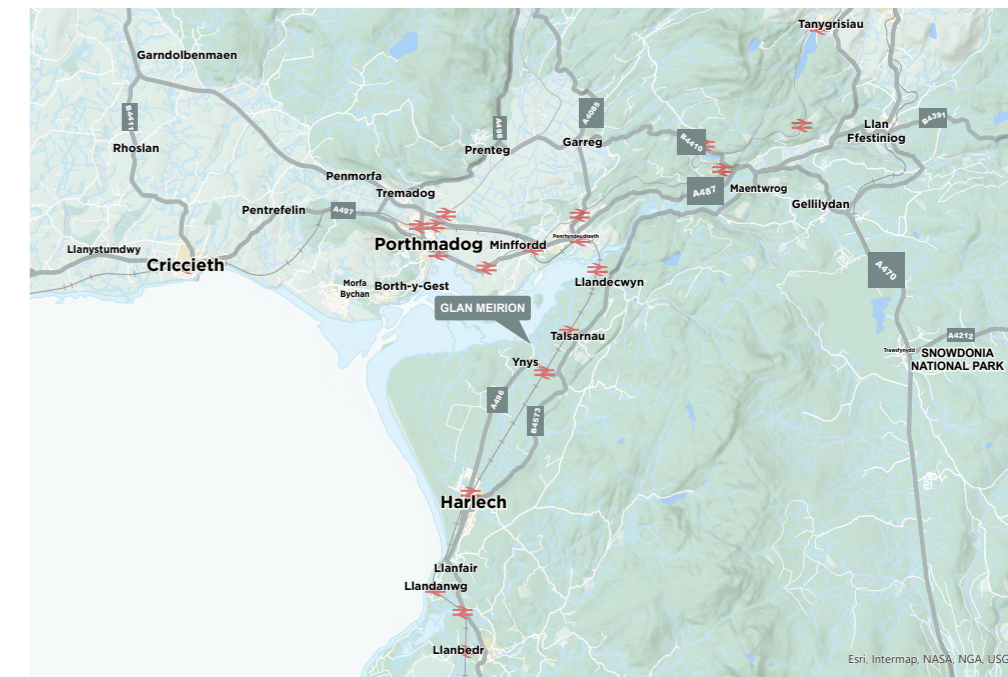 Tanygrisiau
Garndolbenmaen
B4411
A498
A4085
B4391
Llan
Ffestiniog
Rhoslan
Prenteg
Garreg
B4410
Penmorfa
Tremadog
A487
Maentwrog
Gellilydan
Pentrefelin
A497
Penrhyndeudraeth
Llanystumdwy
Porthmadog
Minffordd
Criccieth
A470
Morfa
Bychan
Borth-y-Gest
Llandecwyn
GLAN MEIRION
Talsarnau
A4212
Trawsfynydd
SNOWDONIA
NATIONAL PARK
Ynys
A496
B4573
Harlech
Llanfair
Llandanwg
Llanbedr
Esri, Intermap, NASA, NGA, USG